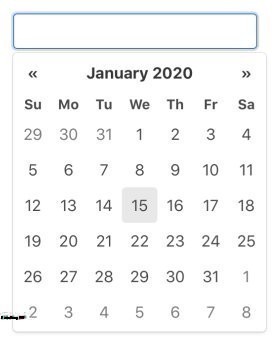 « January 2020 »
Su Mo Tu We Th Fr Sa
29 30 31 1 2 3 4
5 6 7 8 9 10 11
12 13 14 15 16 17 18
19 20 21 22 23 24 25
26 27 28 29 30 31 1
2 3 4 5 6 7 8